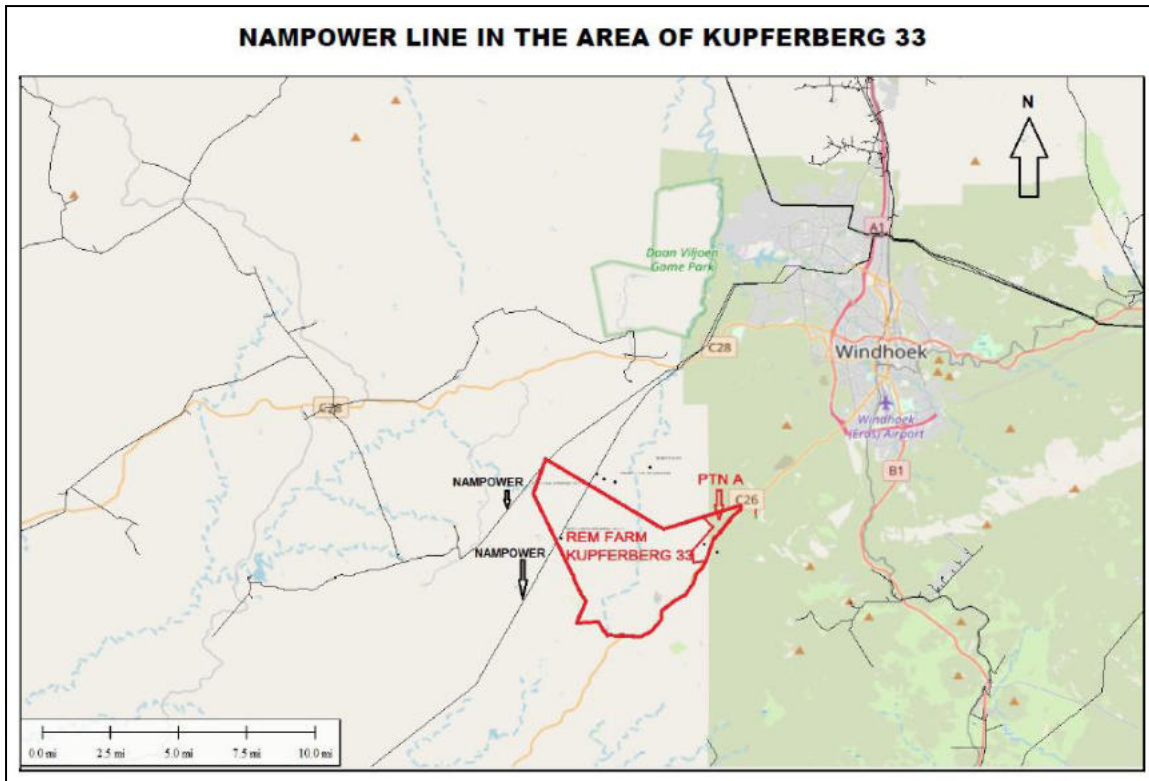 NAMPOWER LINE IN THE AREA OF KUPFERBERG 33
N
A1
Daan Viljoen
Game Park
C28
Windhoek
C28
Windhoek
(Eros) Airport
B1
NAMPOWER
PTN A
C26
NAMPOWER
REM FARM
KUPFERBERG 33
0.0 mi 2.5 mi 5.0 mi 7.5 mi 10.0 mi